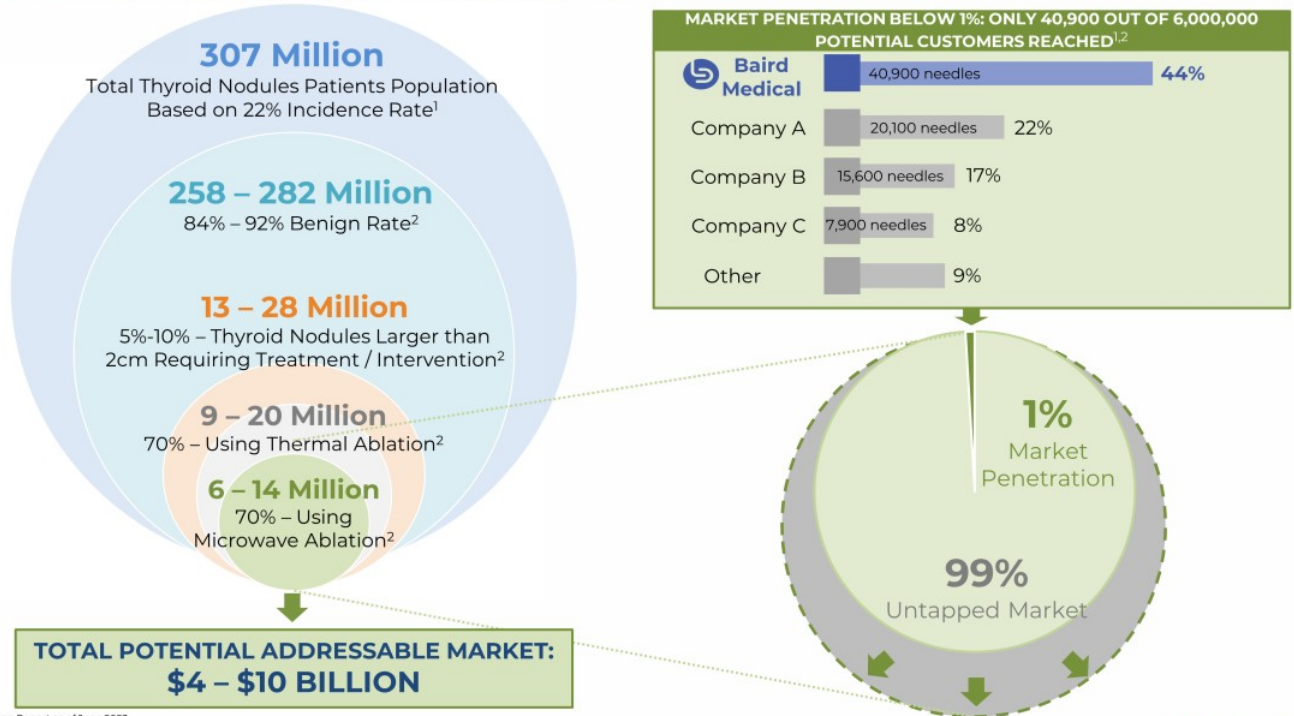 307 Million
Total Thyroid Nodules Patients Population
Based on 22% Incidence Rate¹
258 – 282 Million
84% – 92% Benign Rate²
13 – 28 Million
5%-10% – Thyroid Nodules Larger than
2cm Requiring Treatment / Intervention²
9 – 20 Million
70% – Using Thermal Ablation²
6 – 14 Million
70% – Using
Microwave Ablation²
TOTAL POTENTIAL ADDRESSABLE MARKET:
$4 – $10 BILLION
MARKET PENETRATION BELOW 1%: ONLY 40,900 OUT OF 6,000,000
POTENTIAL CUSTOMERS REACHED¹,²
Baird
Medical
40,900 needles
44%
Company A
20,100 needles
22%
Company B
15,600 needles
17%
Company C
7,900 needles
8%
Other
9%
1%
Market
Penetration
99%
Untapped Market